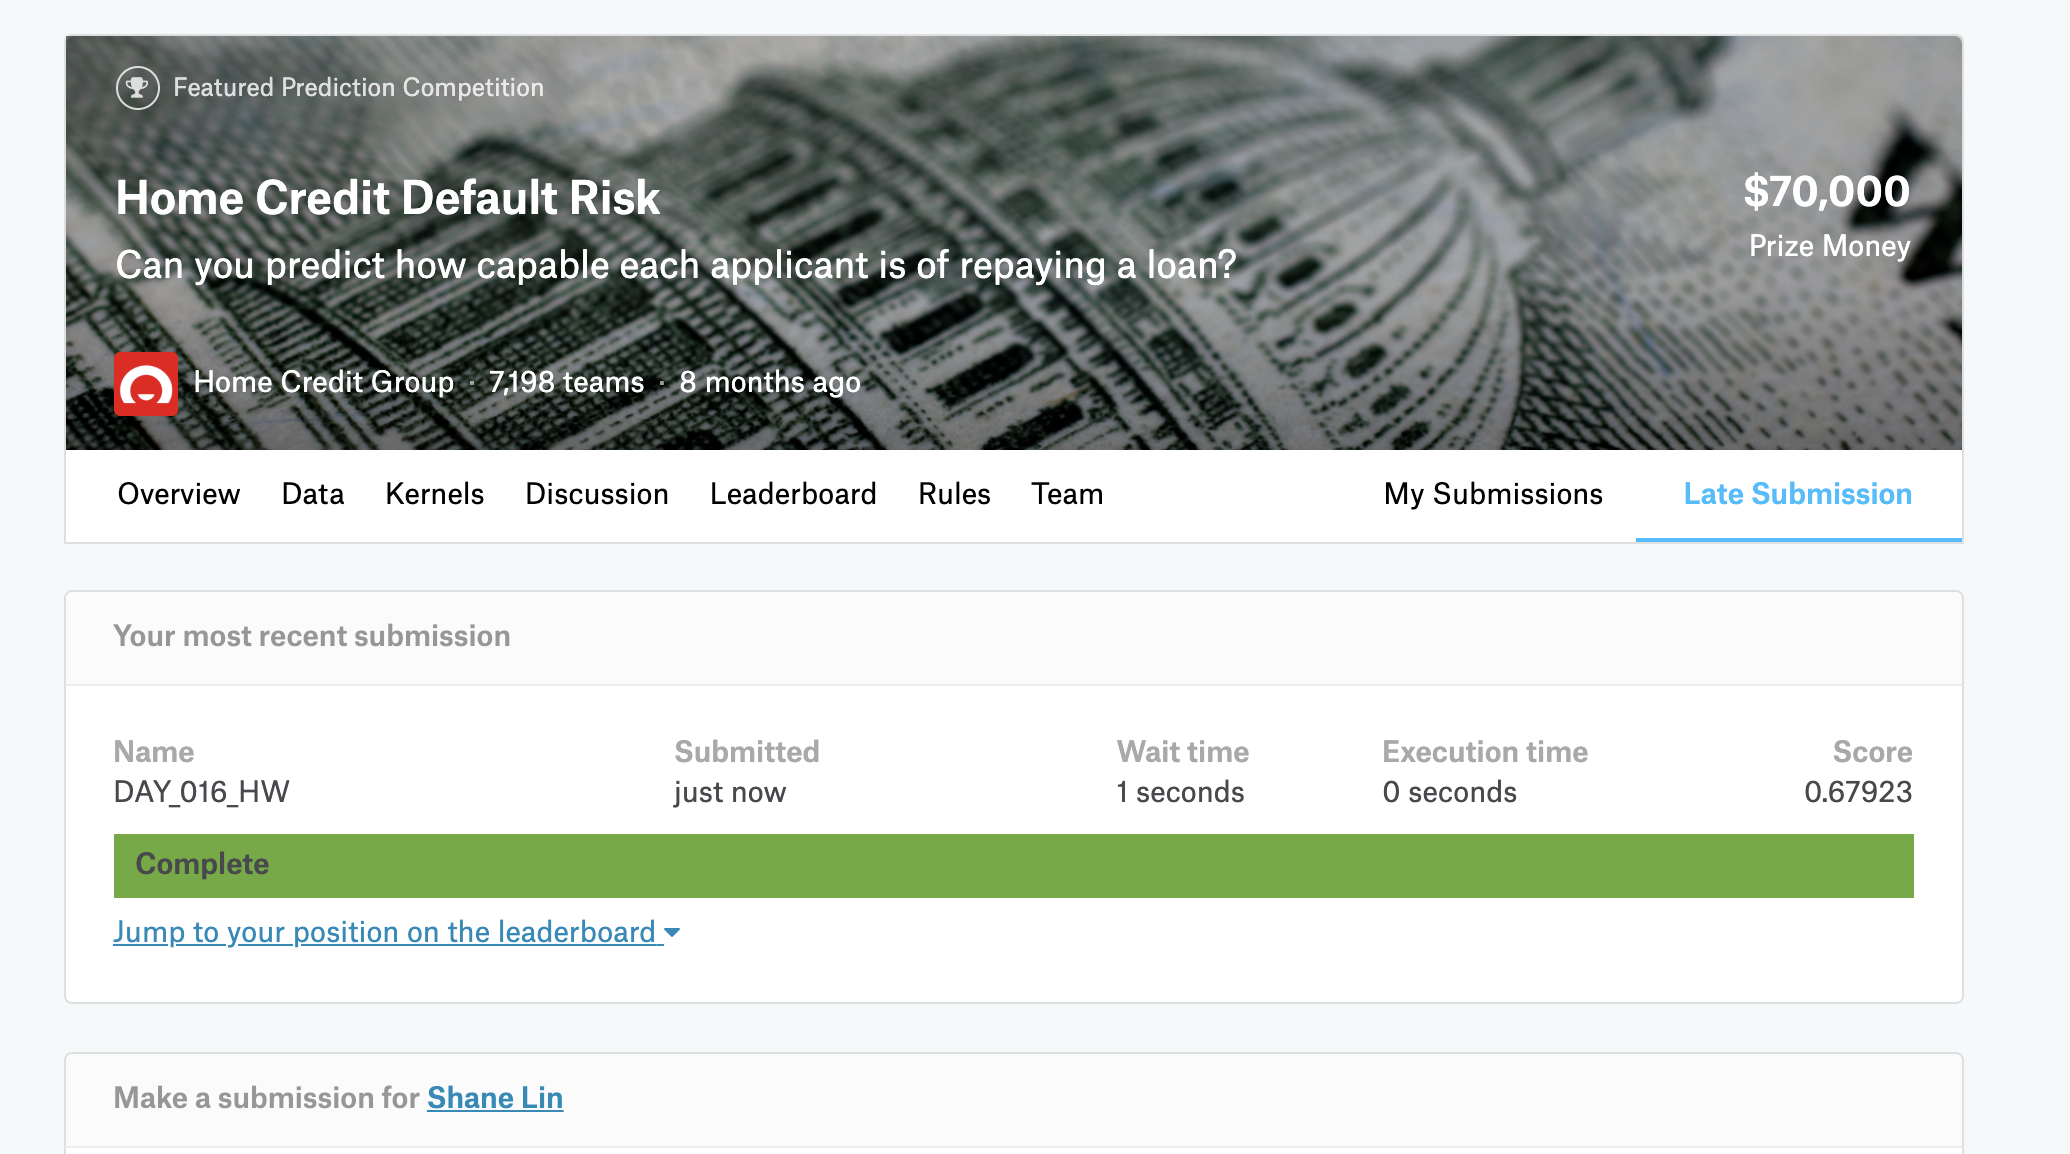 Featured Prediction Competition
Home Credit Default Risk
Can you predict how capable each applicant is of repaying a loan?
$70,000
Prize Money
Home Credit Group · 7,198 teams · 8 months ago
Overview Data Kernels Discussion Leaderboard Rules Team My Submissions Late Submission
Your most recent submission
Name Submitted Wait time Execution time Score
DAY_016_HW just now 1 seconds 0 seconds 0.67923
Complete
Jump to your position on the leaderboard
Make a submission for Shane Lin